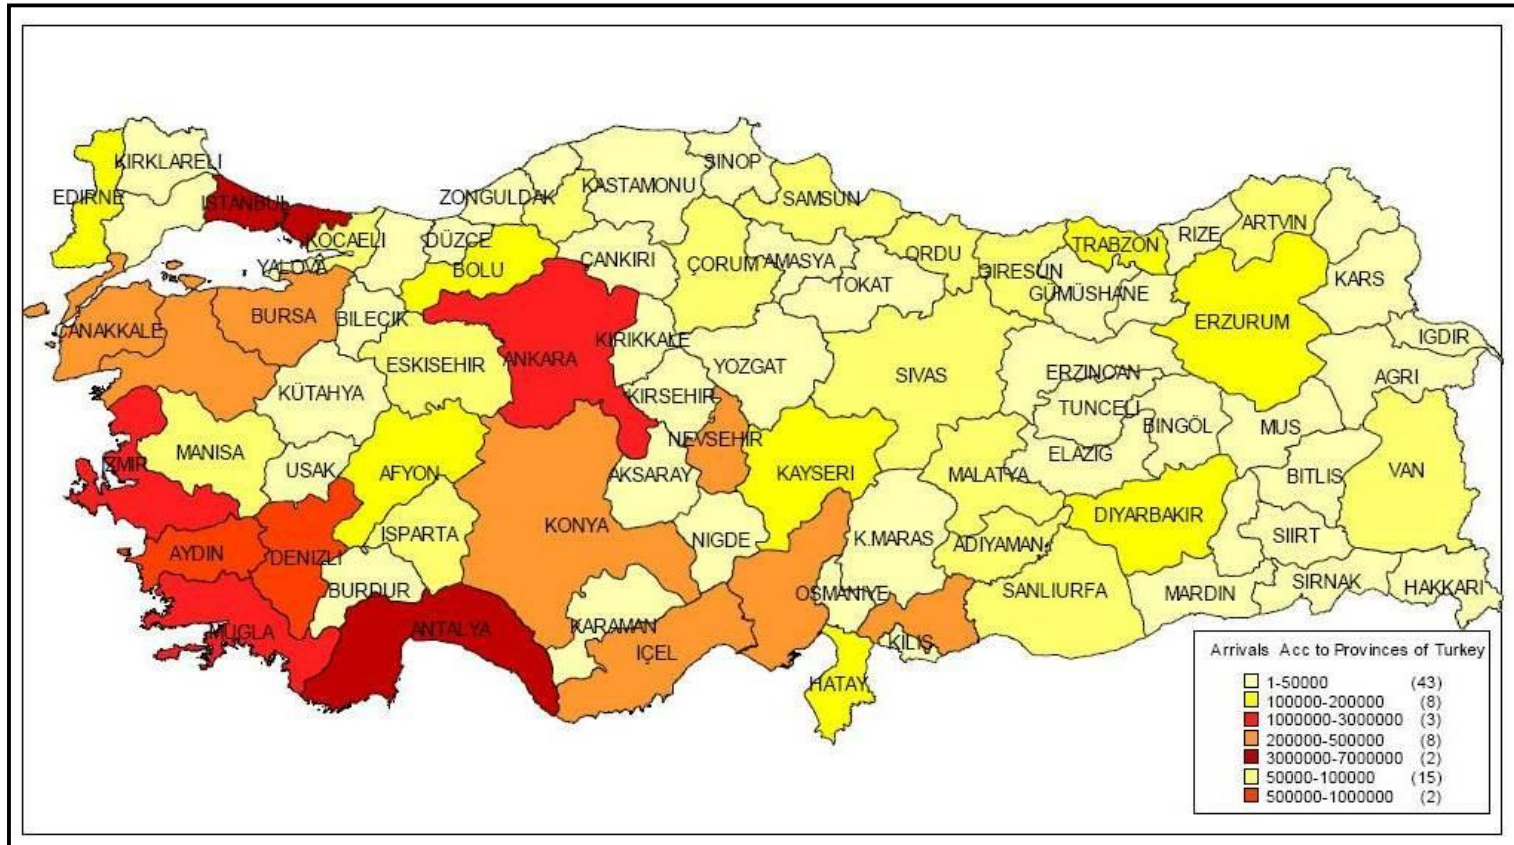 KIRKLARELI
EDIRNE
ISTANBUL
KOCAELI
YALOVA
ZONGULDAK
DÜZCE
BOLU
KASTAMONU
SINOP
SAMSUN
ÇANKIRI
ÇORUM
AMASYA
TOKAT
ORDU
GIRESUN
GÜMÜSHANE
TRABZON
RIZE
ARTVIN
KARS
IGDIR
AGRI
ERZURUM
ERZINCAN
TUNCELI
BINGÖL
MUS
BITLIS
VAN
ELAZIG
MALATYA
SIVAS
YOZGAT
KIRIKKALE
KIRSEHIR
ANKARA
ESKISEHIR
BILECIK
BURSA
ÇANAKKALE
KÜTAHYA
MANISA
USAK
AFYON
IZMIR
AYDIN
DENIZLI
MUGLA
BURDUR
ISPARTA
ANTALYA
KONYA
AKSARAY
NEVSEHIR
NIGDE
KAYSERI
KARAMAN
IÇEL
OSMANIYE
K.MARAS
ADIYAMAN
SANLIURFA
KILIS
HATAY
DIYARBAKIR
MARDIN
SIIRT
SIRNAK
HAKKARI
Arrivals Acc to Provinces of Turkey
1-50000 (43)
100000-200000 (8)
1000000-3000000 (3)
200000-500000 (8)
3000000-7000000 (2)
50000-100000 (15)
500000-1000000 (2)